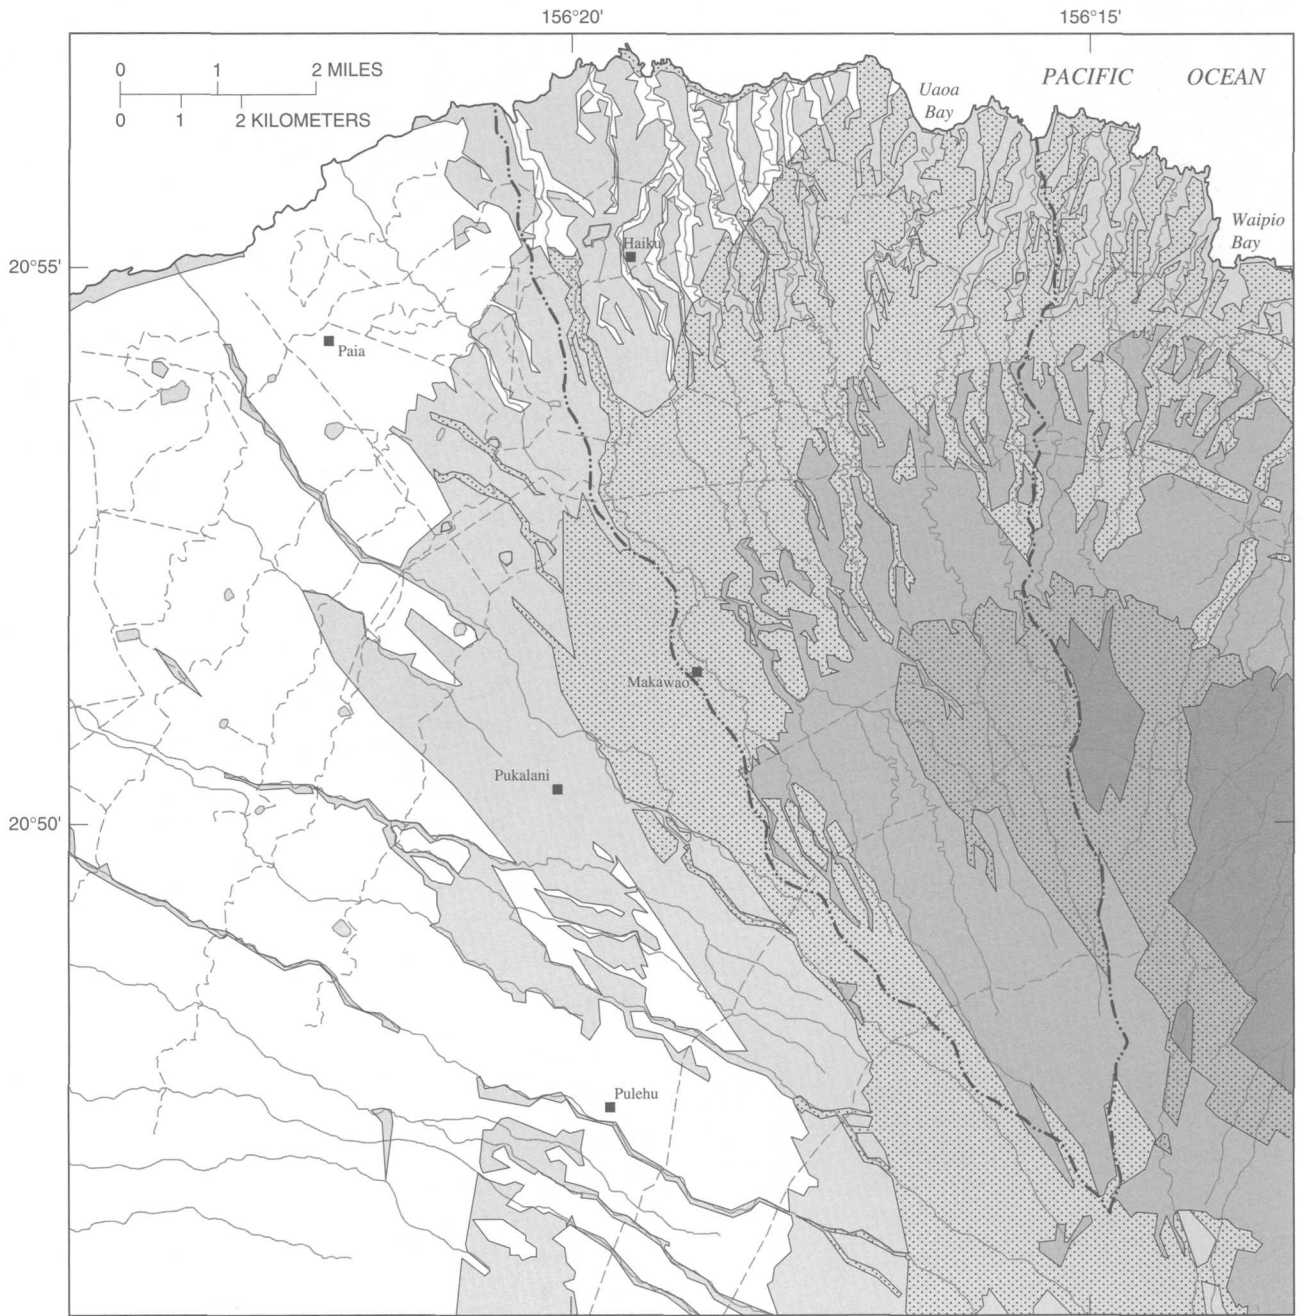 156°20'
156°15'
0 1 2 MILES
0 1 2 KILOMETERS
PACIFIC OCEAN
Uaoa
Bay
Waipio
Bay
20°55'
Haiku
Paia
Makawao
Pukalani
20°50'
Pulehu